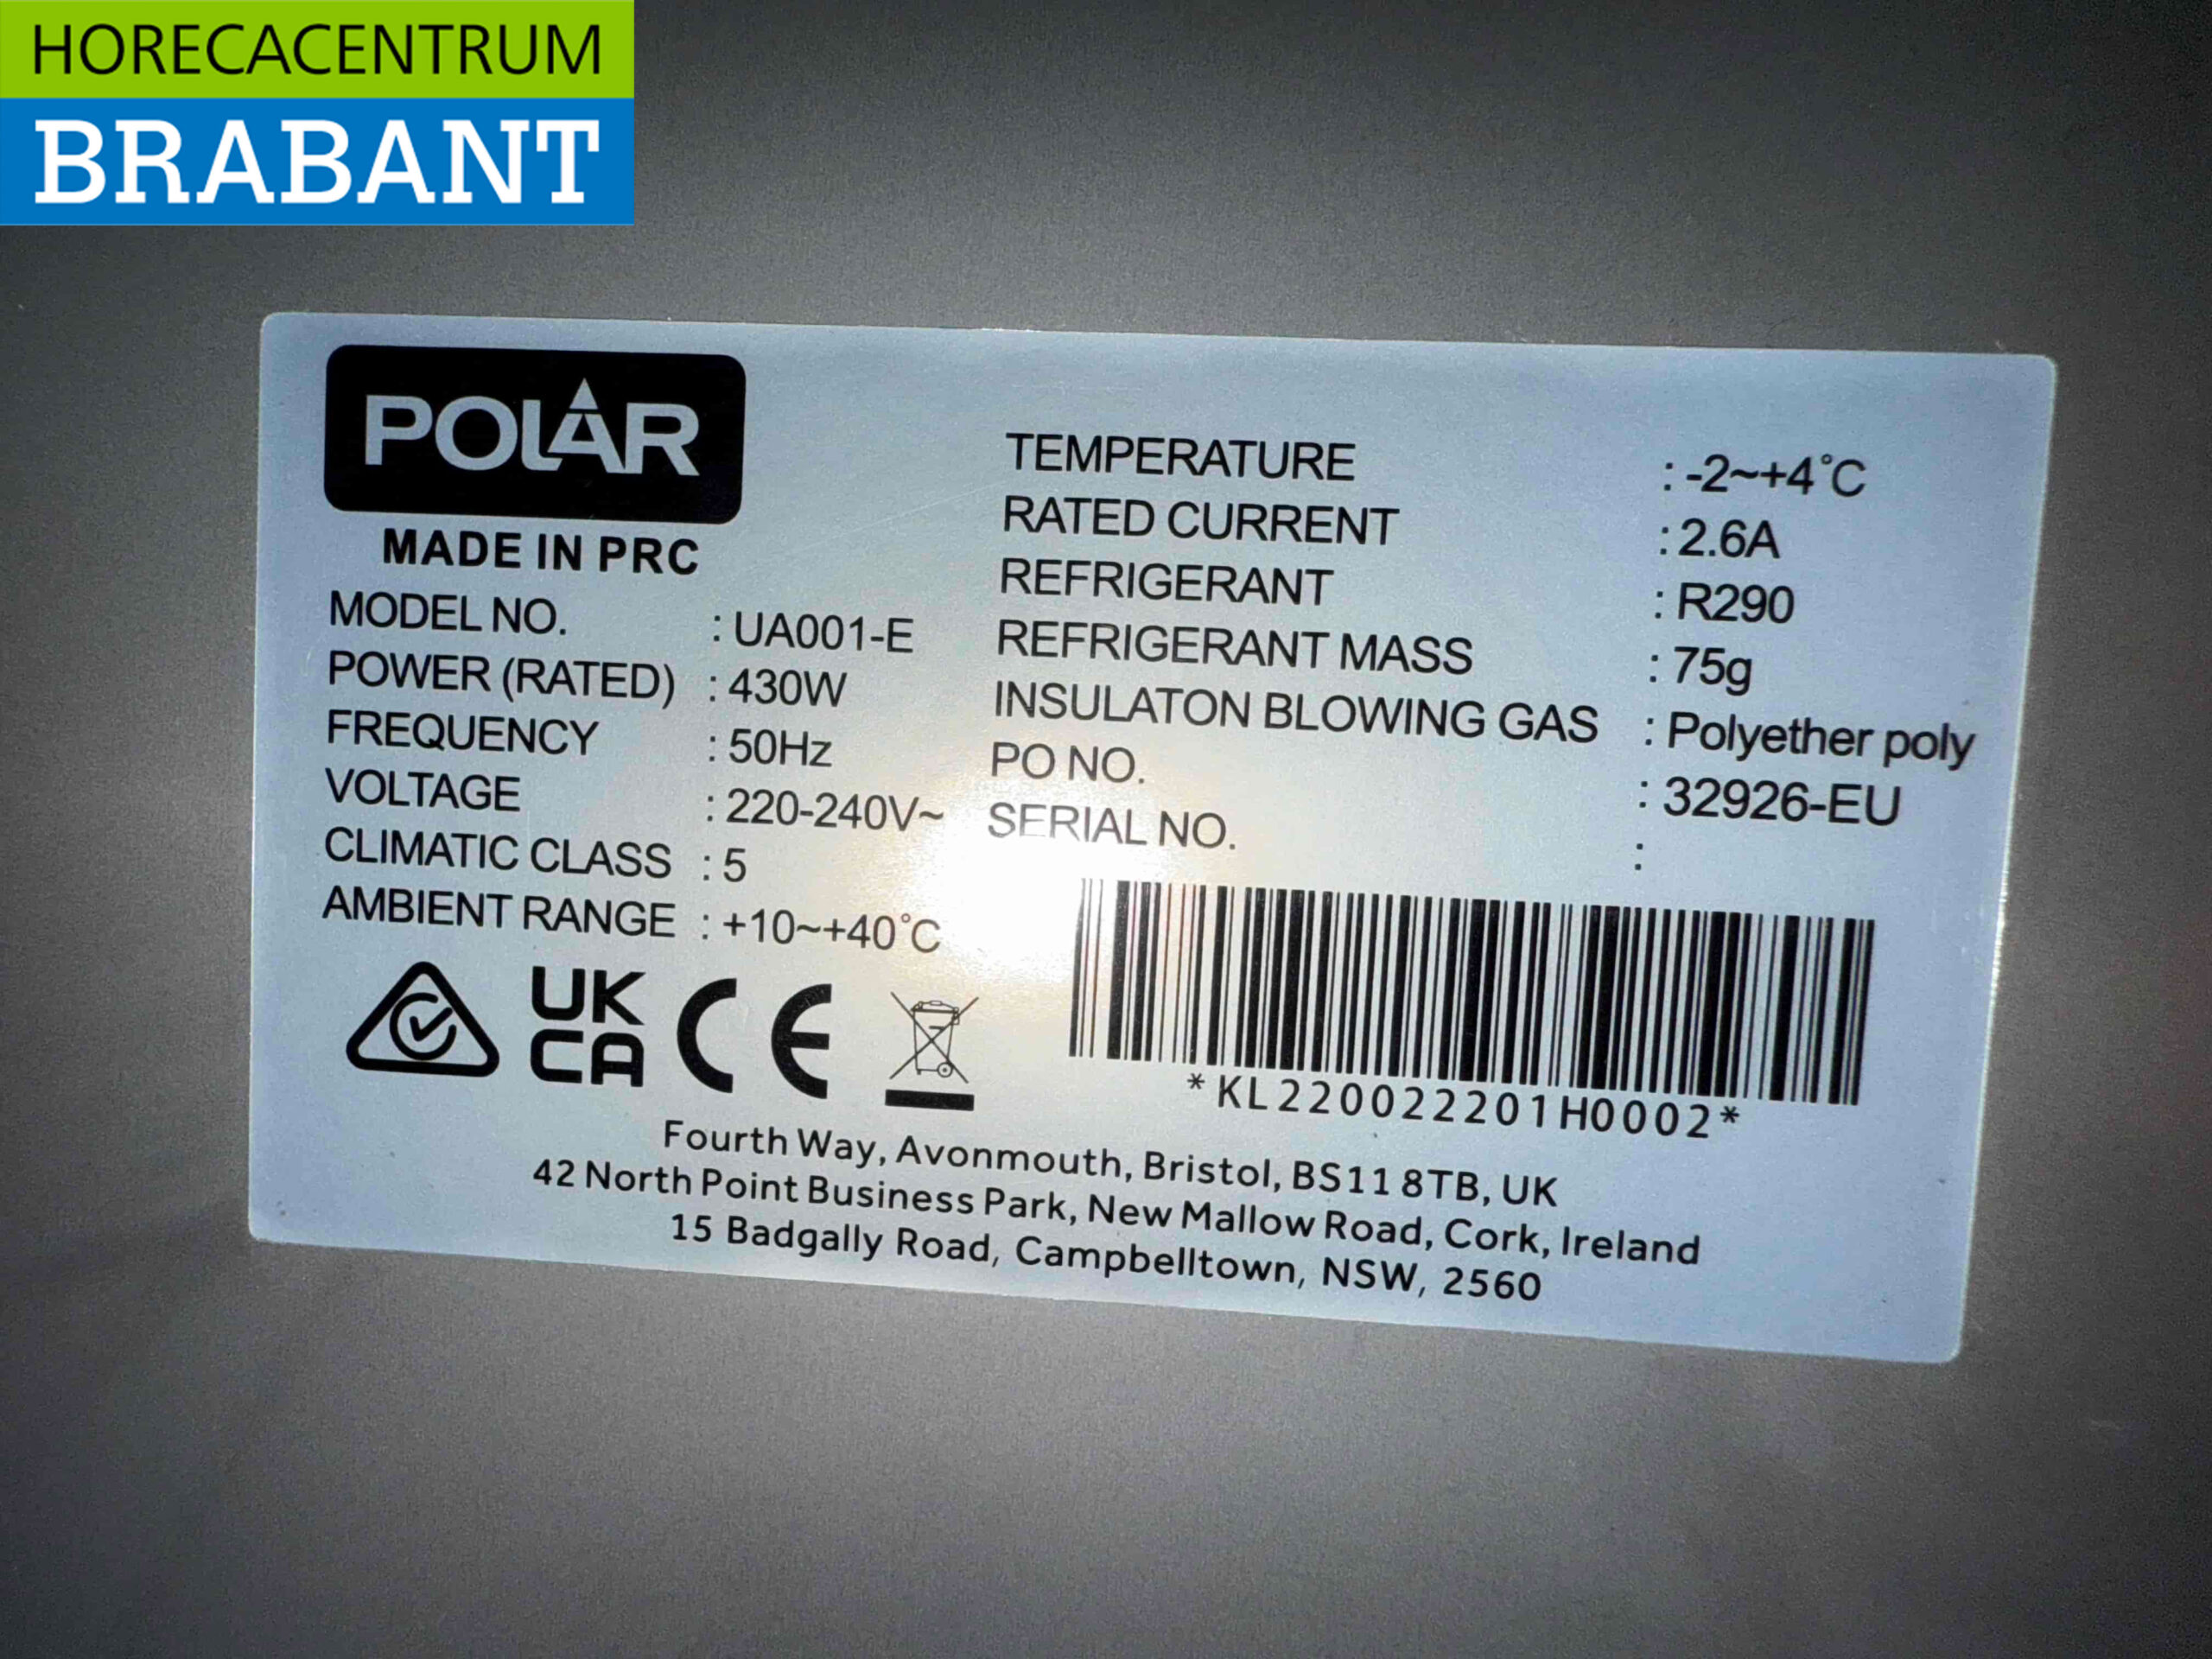 HORECACENTRUM
BRABANT
POLAR
MADE IN PRC
MODEL NO. : UA001-E
POWER (RATED) : 430W
FREQUENCY : 50Hz
VOLTAGE : 220-240V~
CLIMATIC CLASS : 5
AMBIENT RANGE : +10~+40°C
TEMPERATURE : -2~+4°C
RATED CURRENT : 2.6A
REFRIGERANT : R290
REFRIGERANT MASS : 75g
INSULATON BLOWING GAS : Polyether poly
PO NO. : 32926-EU
SERIAL NO. :
UK
CA CE
*KL220022201H0002*
Fourth Way, Avonmouth, Bristol, BS11 8TB, UK
42 North Point Business Park, New Mallow Road, Cork, Ireland
15 Badgally Road, Campbelltown, NSW, 2560